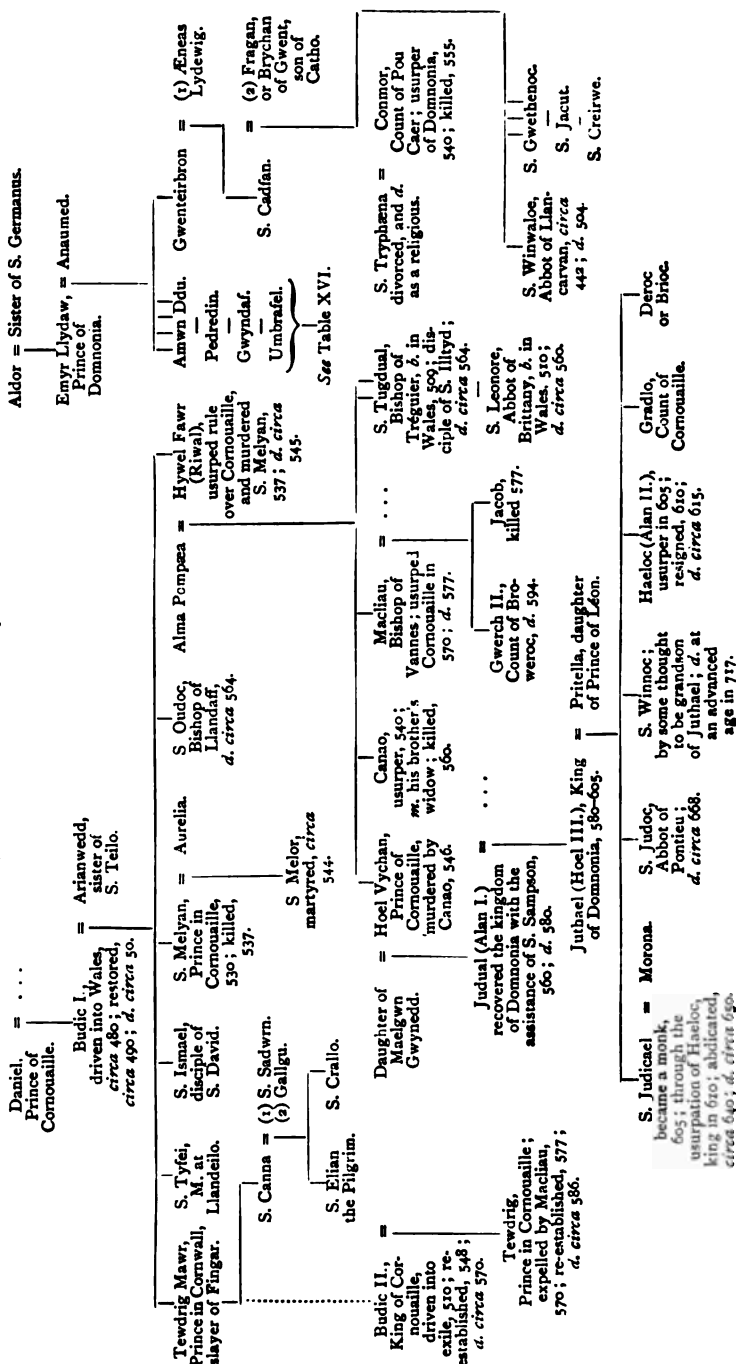 Aldor = Sister of S. Germanus.
Emyr Llydaw, = Anaumed.
Prince of
Domnonia.
Daniel, = . . .
Prince of
Cornouaille.
Budic I., = Arianwedd,
driven into Wales, sister of
circa 480; restored, S. Teilo.
circa 490; d. circa 50.
Amwn Ddu.
Pedredin.
Gwyndaf.
Umbrafel.
See Table XVI.
Gwenteirbron = (1) Æneas
Lydewig.
S. Cadfan.
= (2) Fragan,
or Brychan
of Gwent,
son of
Catho.
Tewdrig Mawr,
Prince in Cornwall,
slayer of Fingar.
S. Tyfei,
M. at
Llandeilo.
S. Ismael,
disciple of
S. David.
S. Melyan, = Aurelia.
Prince in
Cornouaille,
530; killed,
537.
S Oudoc,
Bishop of
Llandaff,
d. circa 564.
Alma Pompæa = Hywel Fawr
(Riwal),
usurped rule
over Cornouaille,
and murdered
S. Melyan,
537; d. circa
545.
S. Canna = (1) S. Sadwrn.
(2) Gallgu.
S. Elian
the Pilgrim.
S. Crallo.
S Melor,
martyred, circa
544.
S. Tryphæna =
divorced, and d.
as a religious.
Conmor,
Count of Pou
Caer; usurper
of Domnonia,
540; killed, 555.
S. Winwaloe,
Abbot of Llan-
carvan, circa
442; d. 504.
S. Gwethenoc.
S. Jacut.
S. Creirwe.
Budic II., =
King of Cor-
nouaille,
driven into
exile, 510; re-
established, 548;
d. circa 570.
Tewdrig,
Prince in Cornouaille;
expelled by Macliau,
570; re-established, 577;
d. circa 586.
Daughter of =
Maelgwn
Gwynedd.
Hoel Vychan,
Prince of
Cornouaille,
murdered by
Canao, 546.
Canao,
usurper, 540;
m. his brother's
widow; killed,
560.
Macliau, = . . .
Bishop of
Vannes; usurped
Cornouaille in
570; d. 577.
S. Tugdual,
Bishop of
Tréguier, b. in
Wales, 509; dis-
ciple of S. Illtyd;
d. circa 564.
S. Leonore,
Abbot of
Brittany, b. in
Wales, 510;
d. circa 560.
Gwerch II.,
Count of Bro-
weroc, d. 594.
Jacob,
killed 577.
Judual (Alan I.) = . . .
recovered the kingdom
of Domnonia with the
assistance of S. Sampson,
560; d. 580.
Juthael (Hoel III.), King = Pritella, daughter
of Domnonia, 580-605. of Prince of Léon.
S. Judicael = Morona.
became a monk,
605; through the
usurpation of Haeloc,
king in 610; abdicated,
circa 640; d. circa 650.
S. Judoc,
Abbot of
Pontieu;
d. circa 668.
S. Winnoc;
by some thought
to be grandson
of Juthael; d. at
an advanced
age in 717.
Haeloc (Alan II.),
usurper in 605;
resigned, 610;
d. circa 615.
Gradlo,
Count of
Cornouaille.
Deroc
or Brioc.